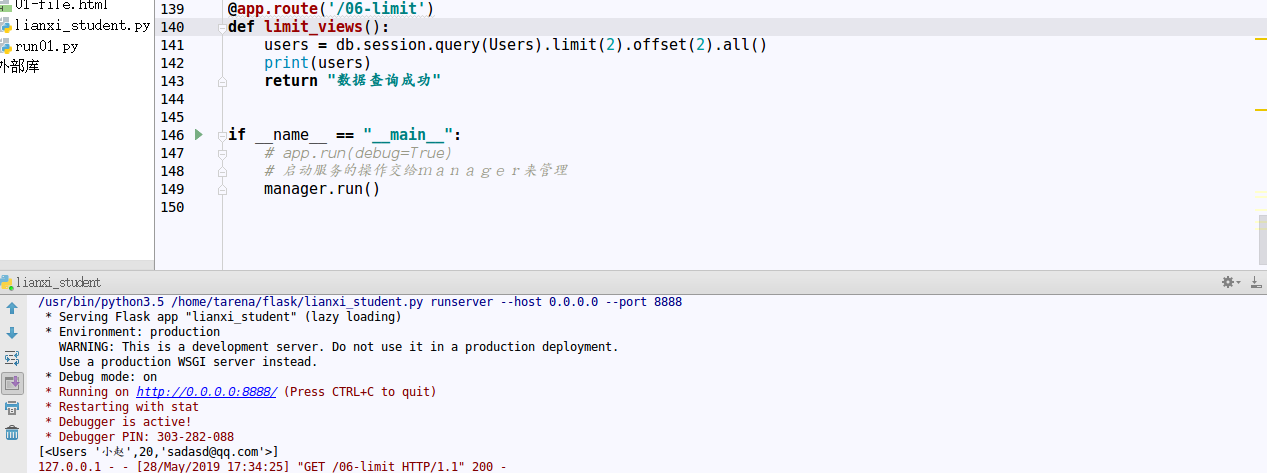 01-file.html
lianxi_student.py
run01.py
外部库
139 @app.route('/06-limit')
140 def limit_views():
141 users = db.session.query(Users).limit(2).offset(2).all()
142 print(users)
143 return "数据查询成功"
144
145
146 if __name__ == "__main__":
147 # app.run(debug=True)
148 # 启动服务的操作交给manager来管理
149 manager.run()
150
lianxi_student
/usr/bin/python3.5 /home/tarena/flask/lianxi_student.py runserver --host 0.0.0.0 --port 8888
* Serving Flask app "lianxi_student" (lazy loading)
* Environment: production
WARNING: This is a development server. Do not use it in a production deployment.
Use a production WSGI server instead.
* Debug mode: on
* Running on http://0.0.0.0:8888/ (Press CTRL+C to quit)
* Restarting with stat
* Debugger is active!
* Debugger PIN: 303-282-088
[<Users '小赵',20,'sadasd@qq.com'>]
127.0.0.1 - - [28/May/2019 17:34:25] "GET /06-limit HTTP/1.1" 200 -